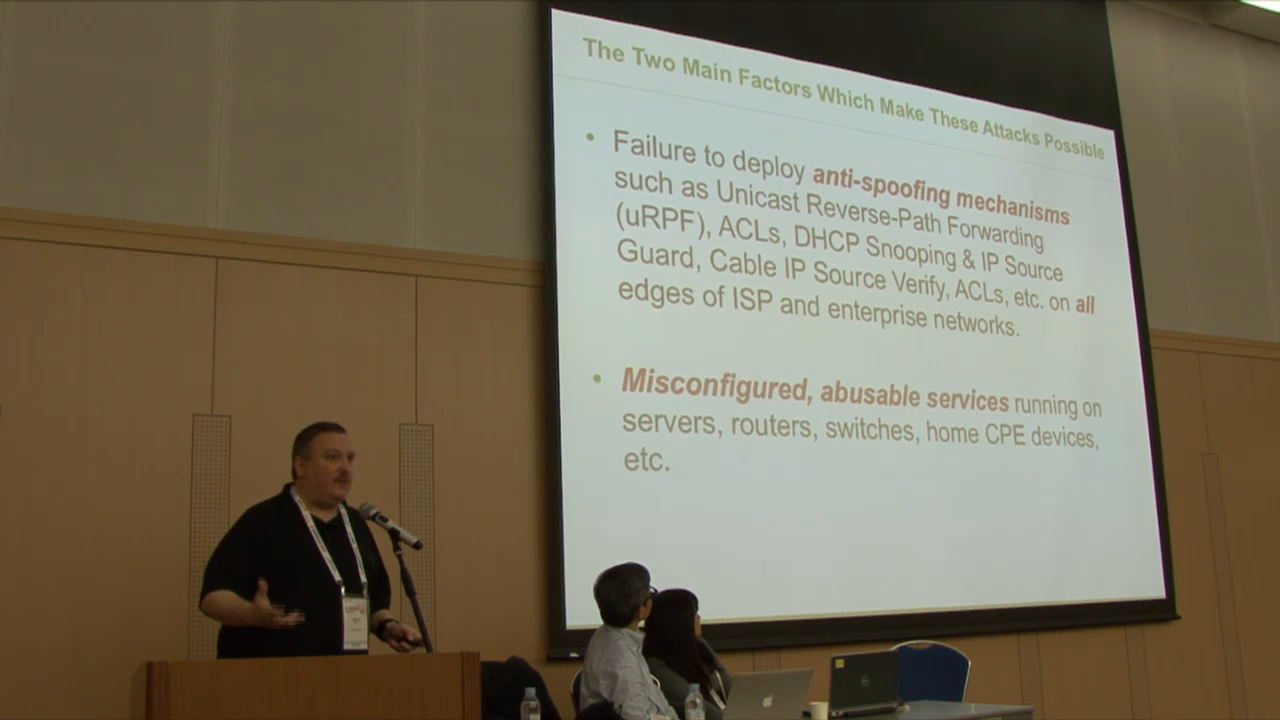 The Two Main Factors Which Make These Attacks Possible
• Failure to deploy anti-spoofing mechanisms
such as Unicast Reverse-Path Forwarding
(uRPF), ACLs, DHCP Snooping & IP Source
Guard, Cable IP Source Verify, ACLs, etc. on all
edges of ISP and enterprise networks.
• Misconfigured, abusable services running on
servers, routers, switches, home CPE devices,
etc.